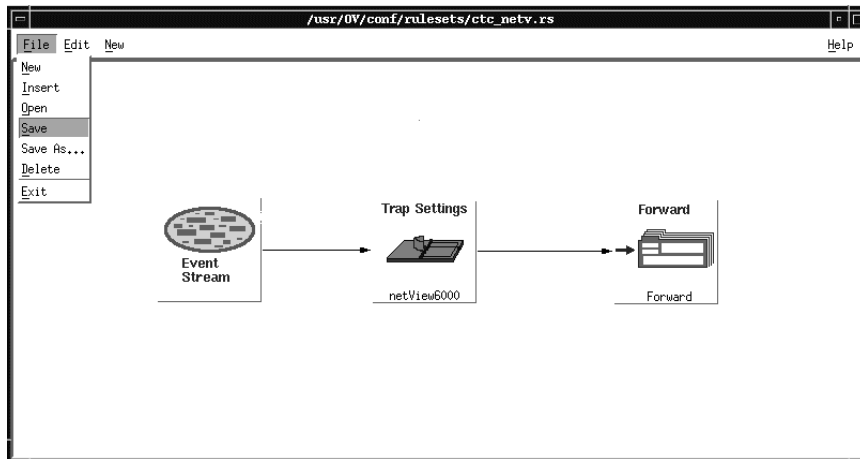 /usr/OV/conf/rulesets/ctc_netv.rs
File Edit New Help
New
Insert
Open
Save
Save As...
Delete
Exit
Event
Stream
Trap Settings
netView6000
Forward
Forward